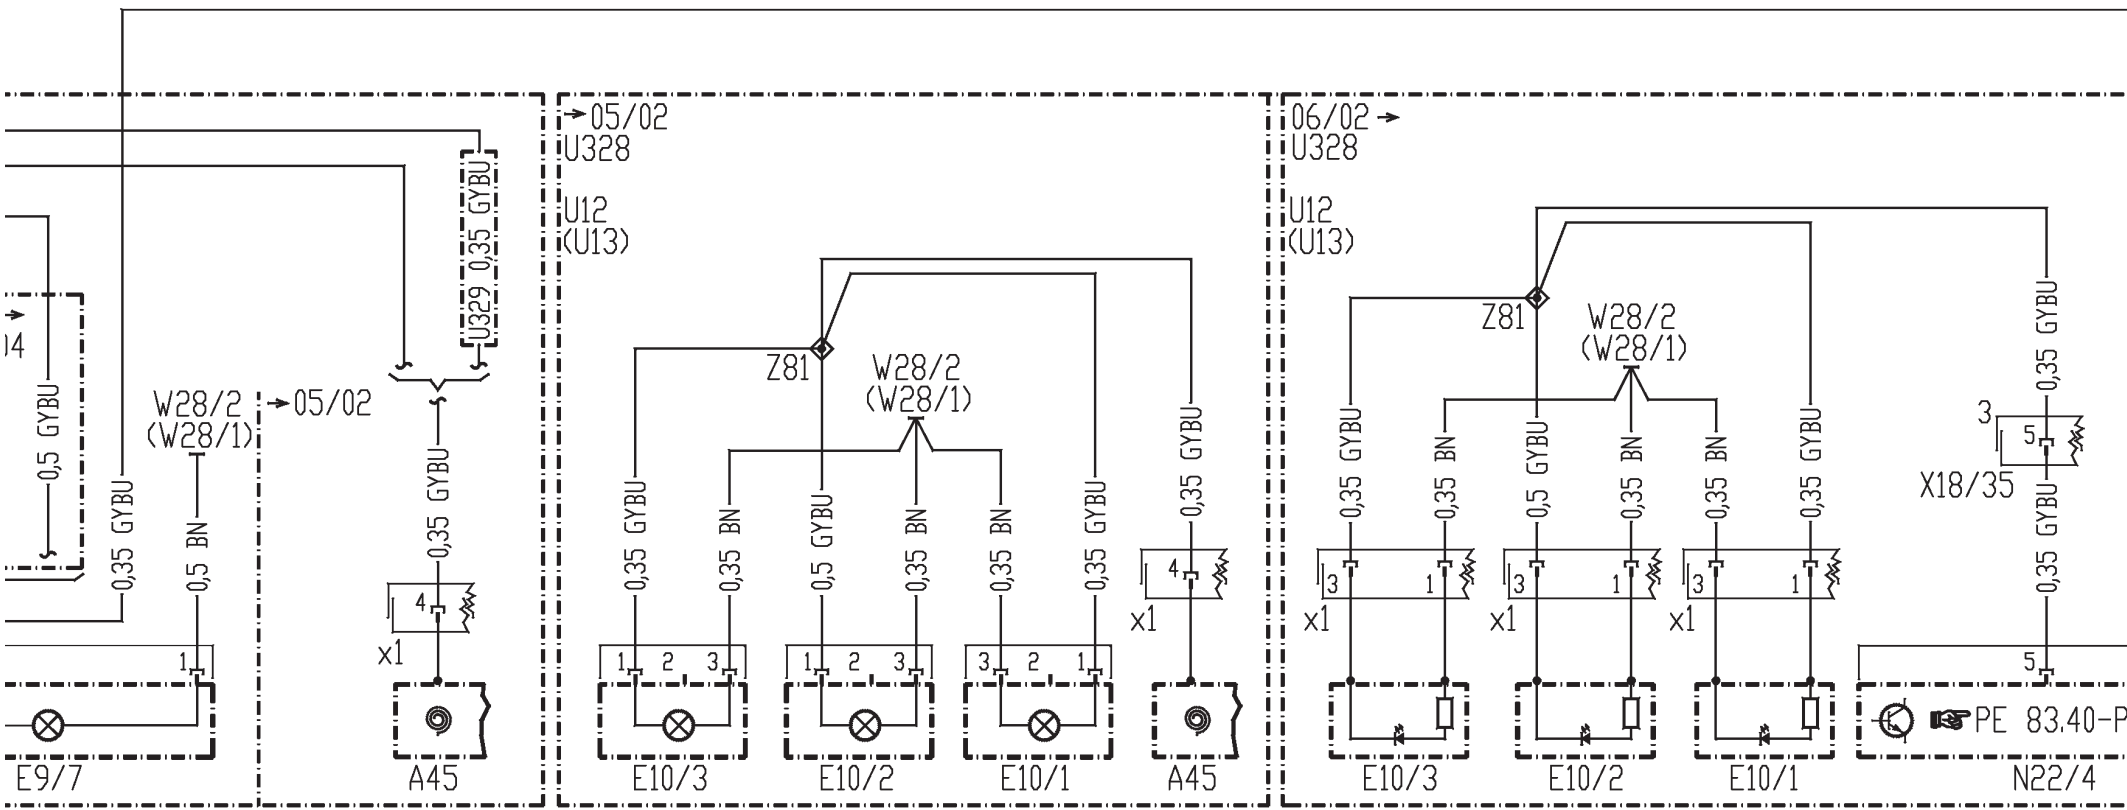 04
0,5 GYBU
0,35 GYBU
W28/2
(W28/1)
0,5 BN
1
E9/7
05/02
U329 0,35 GYBU
0,35 GYBU
4
x1
A45
05/02
U328
U12
(U13)
Z81
W28/2
(W28/1)
0,35 GYBU
0,35 BN
0,5 GYBU
0,35 BN
0,35 BN
0,35 GYBU
0,35 GYBU
4
x1
1 2 3
1 2 3
3 2 1
E10/3
E10/2
E10/1
A45
06/02
U328
U12
(U13)
Z81
W28/2
(W28/1)
0,35 GYBU
0,35 BN
0,5 GYBU
0,35 BN
0,35 BN
0,35 GYBU
0,35 GYBU
3
5
X18/35
0,35 GYBU
3 1
x1
3 1
x1
3 1
x1
5
PE 83.40-P
E10/3
E10/2
E10/1
N22/4